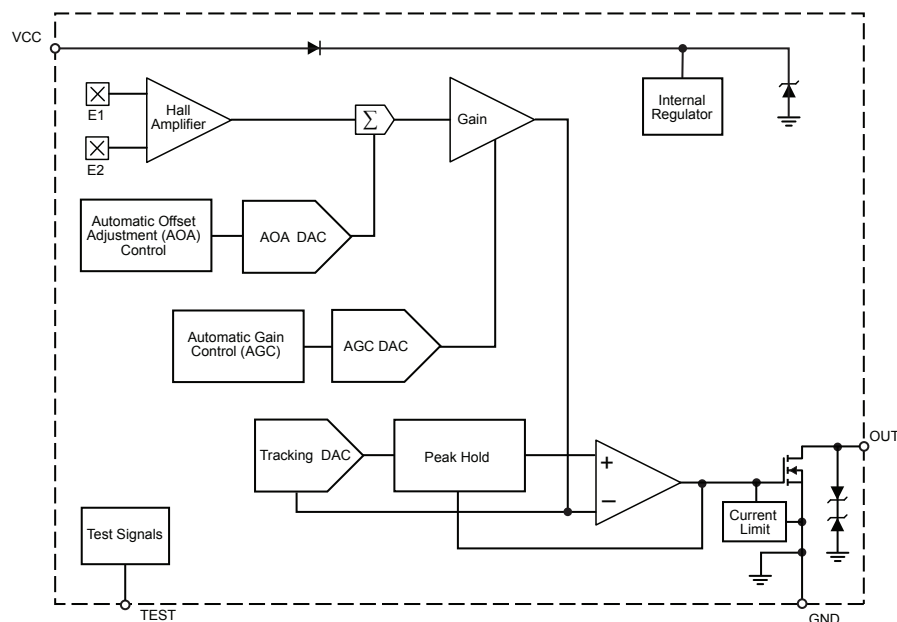 VCC
E1
E2
Hall
Amplifier
Σ
Gain
Internal
Regulator
Automatic Offset
Adjustment (AOA)
Control
AOA DAC
Automatic Gain
Control (AGC)
AGC DAC
Tracking DAC
Peak Hold
+
−
OUT
Current
Limit
Test Signals
TEST
GND